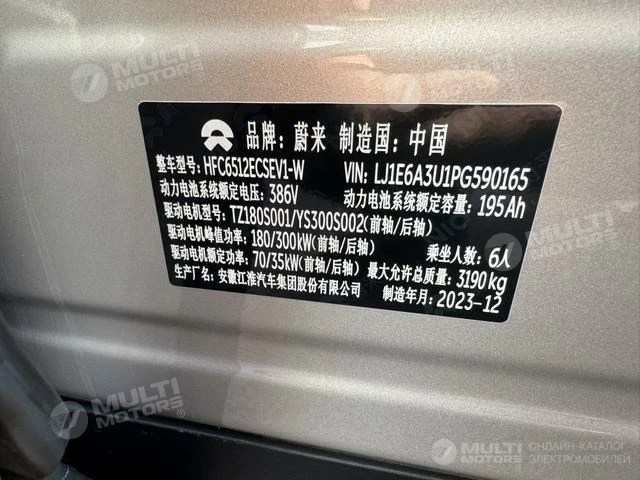 MULTI MOTORS
品牌：蔚来 制造国：中国
整车型号：HFC6512ECSEV1-W VIN: LJ1E6A3U1PG590165
动力电池系统额定电压：386V 动力电池系统额定容量：195Ah
驱动电机型号：TZ180S001/YS300S002(前轴/后轴)
驱动电机峰值功率：180/300kW(前轴/后轴) 乘坐人数：6人
驱动电机额定功率：70/35kW(前轴/后轴) 最大允许总质量：3190kg
生产厂名：安徽江淮汽车集团股份有限公司 制造年月：2023-12
MULTI MOTORS
MULTI MOTORS ОНЛАЙН-КАТАЛОГ ЭЛЕКТРОМОБИЛЕЙ